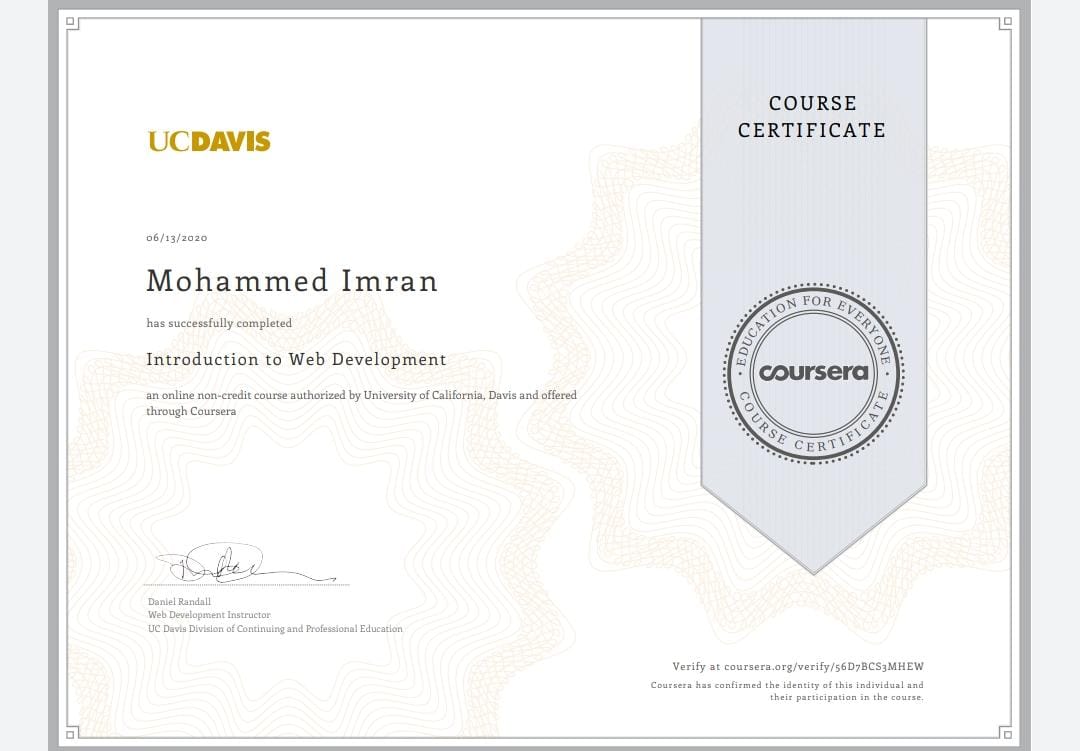 COURSE
CERTIFICATE
UCDAVIS
06/13/2020
Mohammed Imran
has successfully completed
Introduction to Web Development
an online non-credit course authorized by University of California, Davis and offered
through Coursera
EDUCATION FOR EVERYONE
coursera
COURSE CERTIFICATE
Daniel Randall
Web Development Instructor
UC Davis Division of Continuing and Professional Education
Verify at coursera.org/verify/56D7BCS3MHEW
Coursera has confirmed the identity of this individual and
their participation in the course.